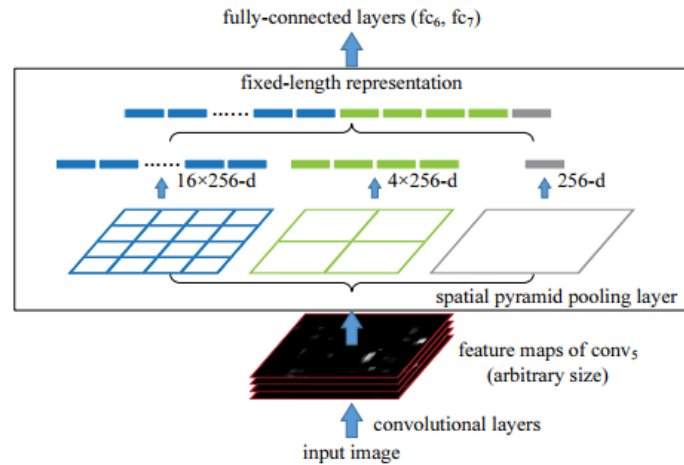 fully-connected layers (fc₆, fc₇)
fixed-length representation
......
......
16×256-d
4×256-d
256-d
spatial pyramid pooling layer
feature maps of conv₅
(arbitrary size)
convolutional layers
input image